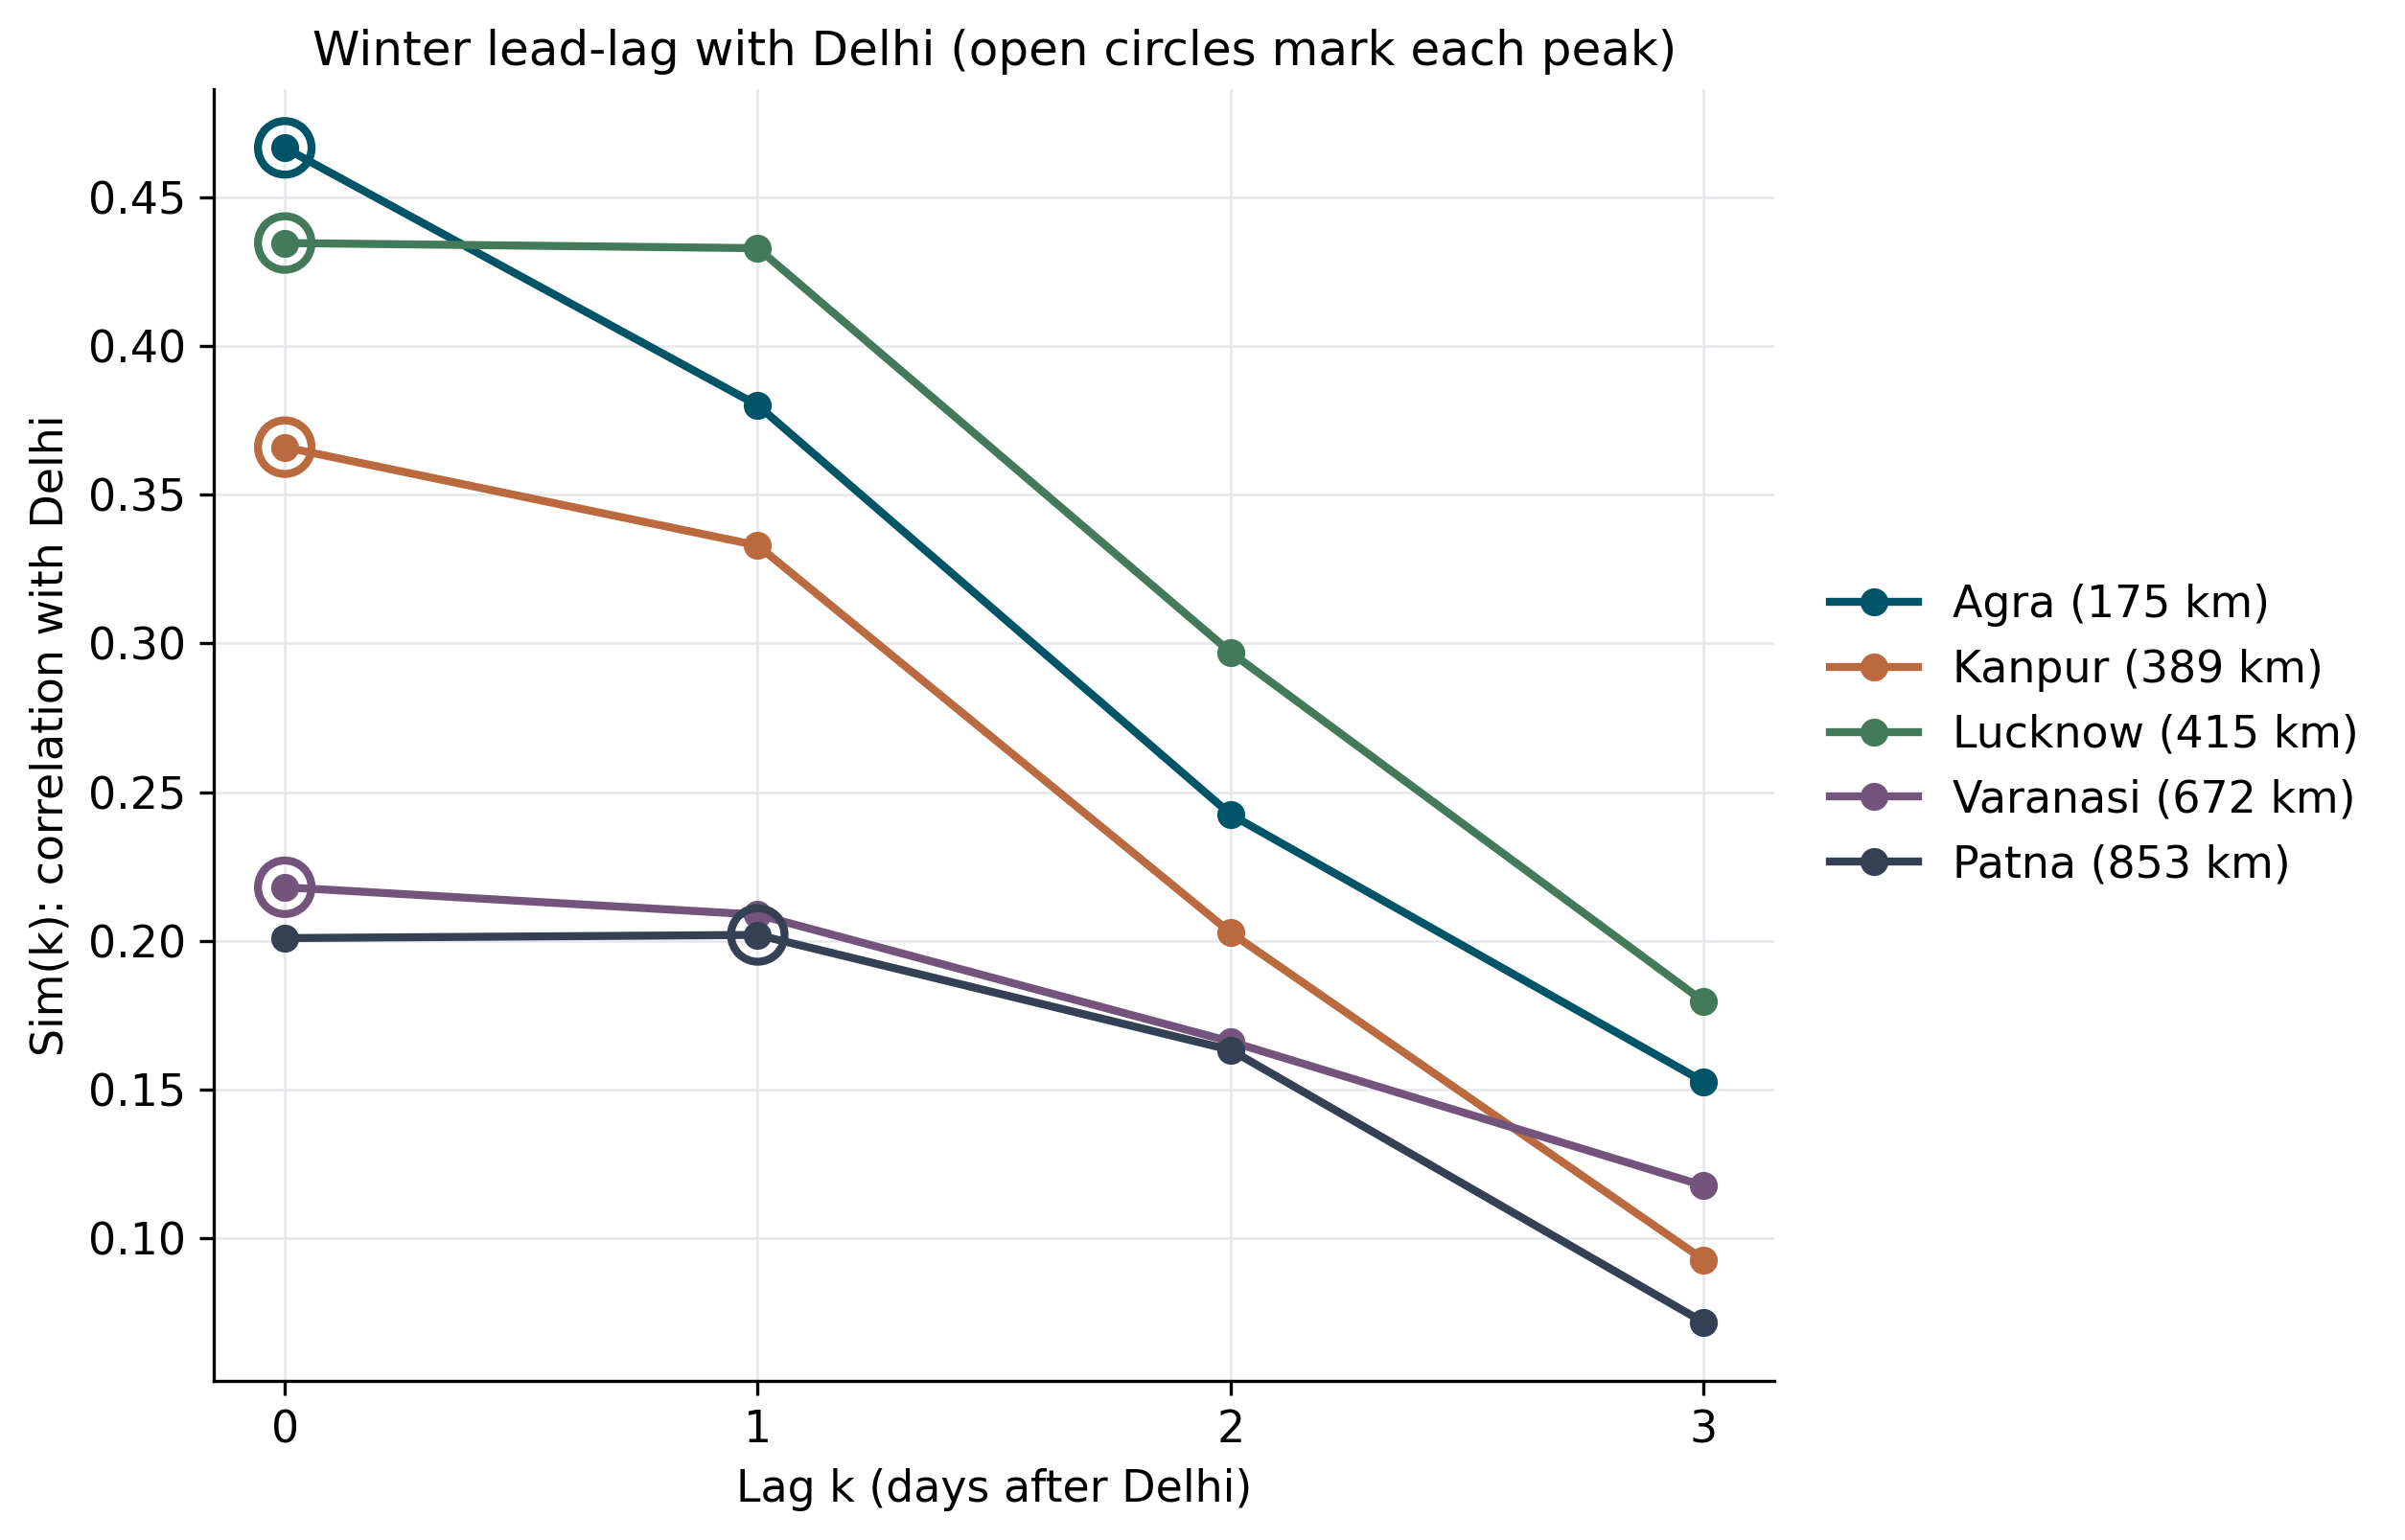 Winter lead-lag with Delhi (open circles mark each peak)
Sim(k): correlation with Delhi
0.45
0.40
0.35
0.30
0.25
0.20
0.15
0.10
0 1 2 3
Lag k (days after Delhi)
Agra (175 km)
Kanpur (389 km)
Lucknow (415 km)
Varanasi (672 km)
Patna (853 km)